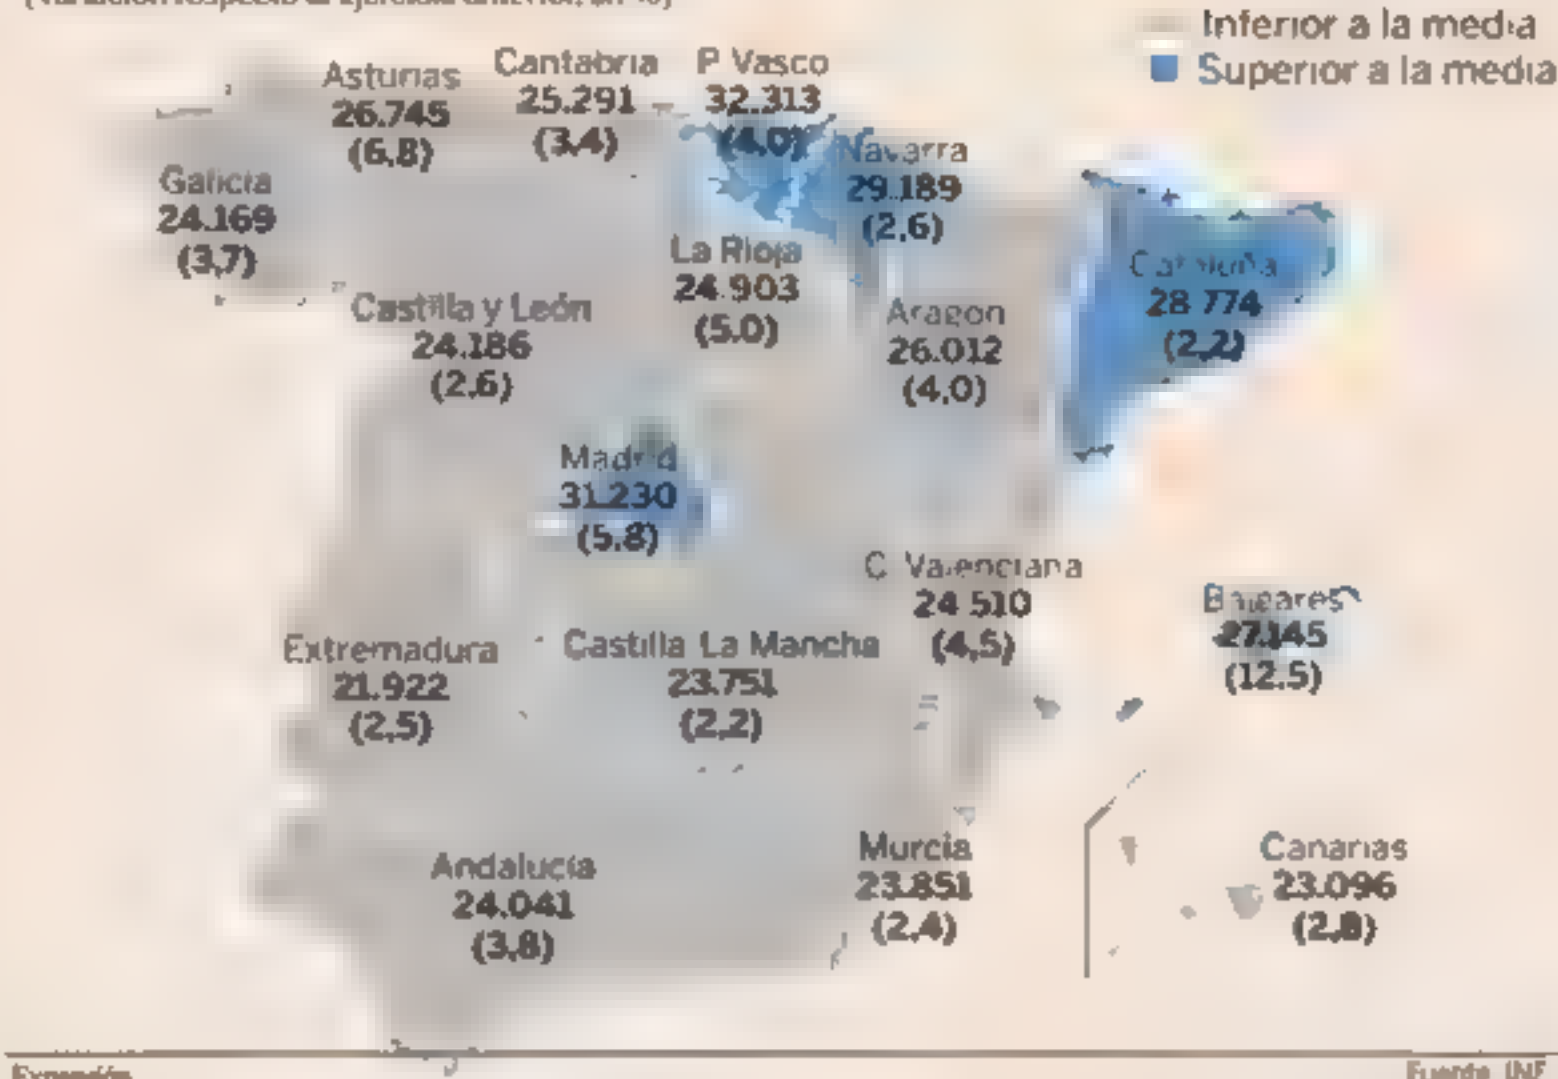 Inferior a la media
Superior a la media
Asturias
26.745
(6,8)
Cantabria
25.291
(3,4)
P Vasco
32.313
(4,0)
Navarra
29.189
(2,6)
Galicia
24.169
(3,7)
La Rioja
24.903
(5,0)
Cataluña
28.774
(2,2)
Castilla y León
24.186
(2,6)
Aragon
26.012
(4,0)
Madrid
31.230
(5,8)
C. Valenciana
24.510
(4,5)
Baleares
27.145
(12,5)
Extremadura
21.922
(2,5)
Castilla La Mancha
23.751
(2,2)
Andalucía
24.041
(3,8)
Murcia
23.851
(2,4)
Canarias
23.096
(2,8)
Expansión
Fuente INE